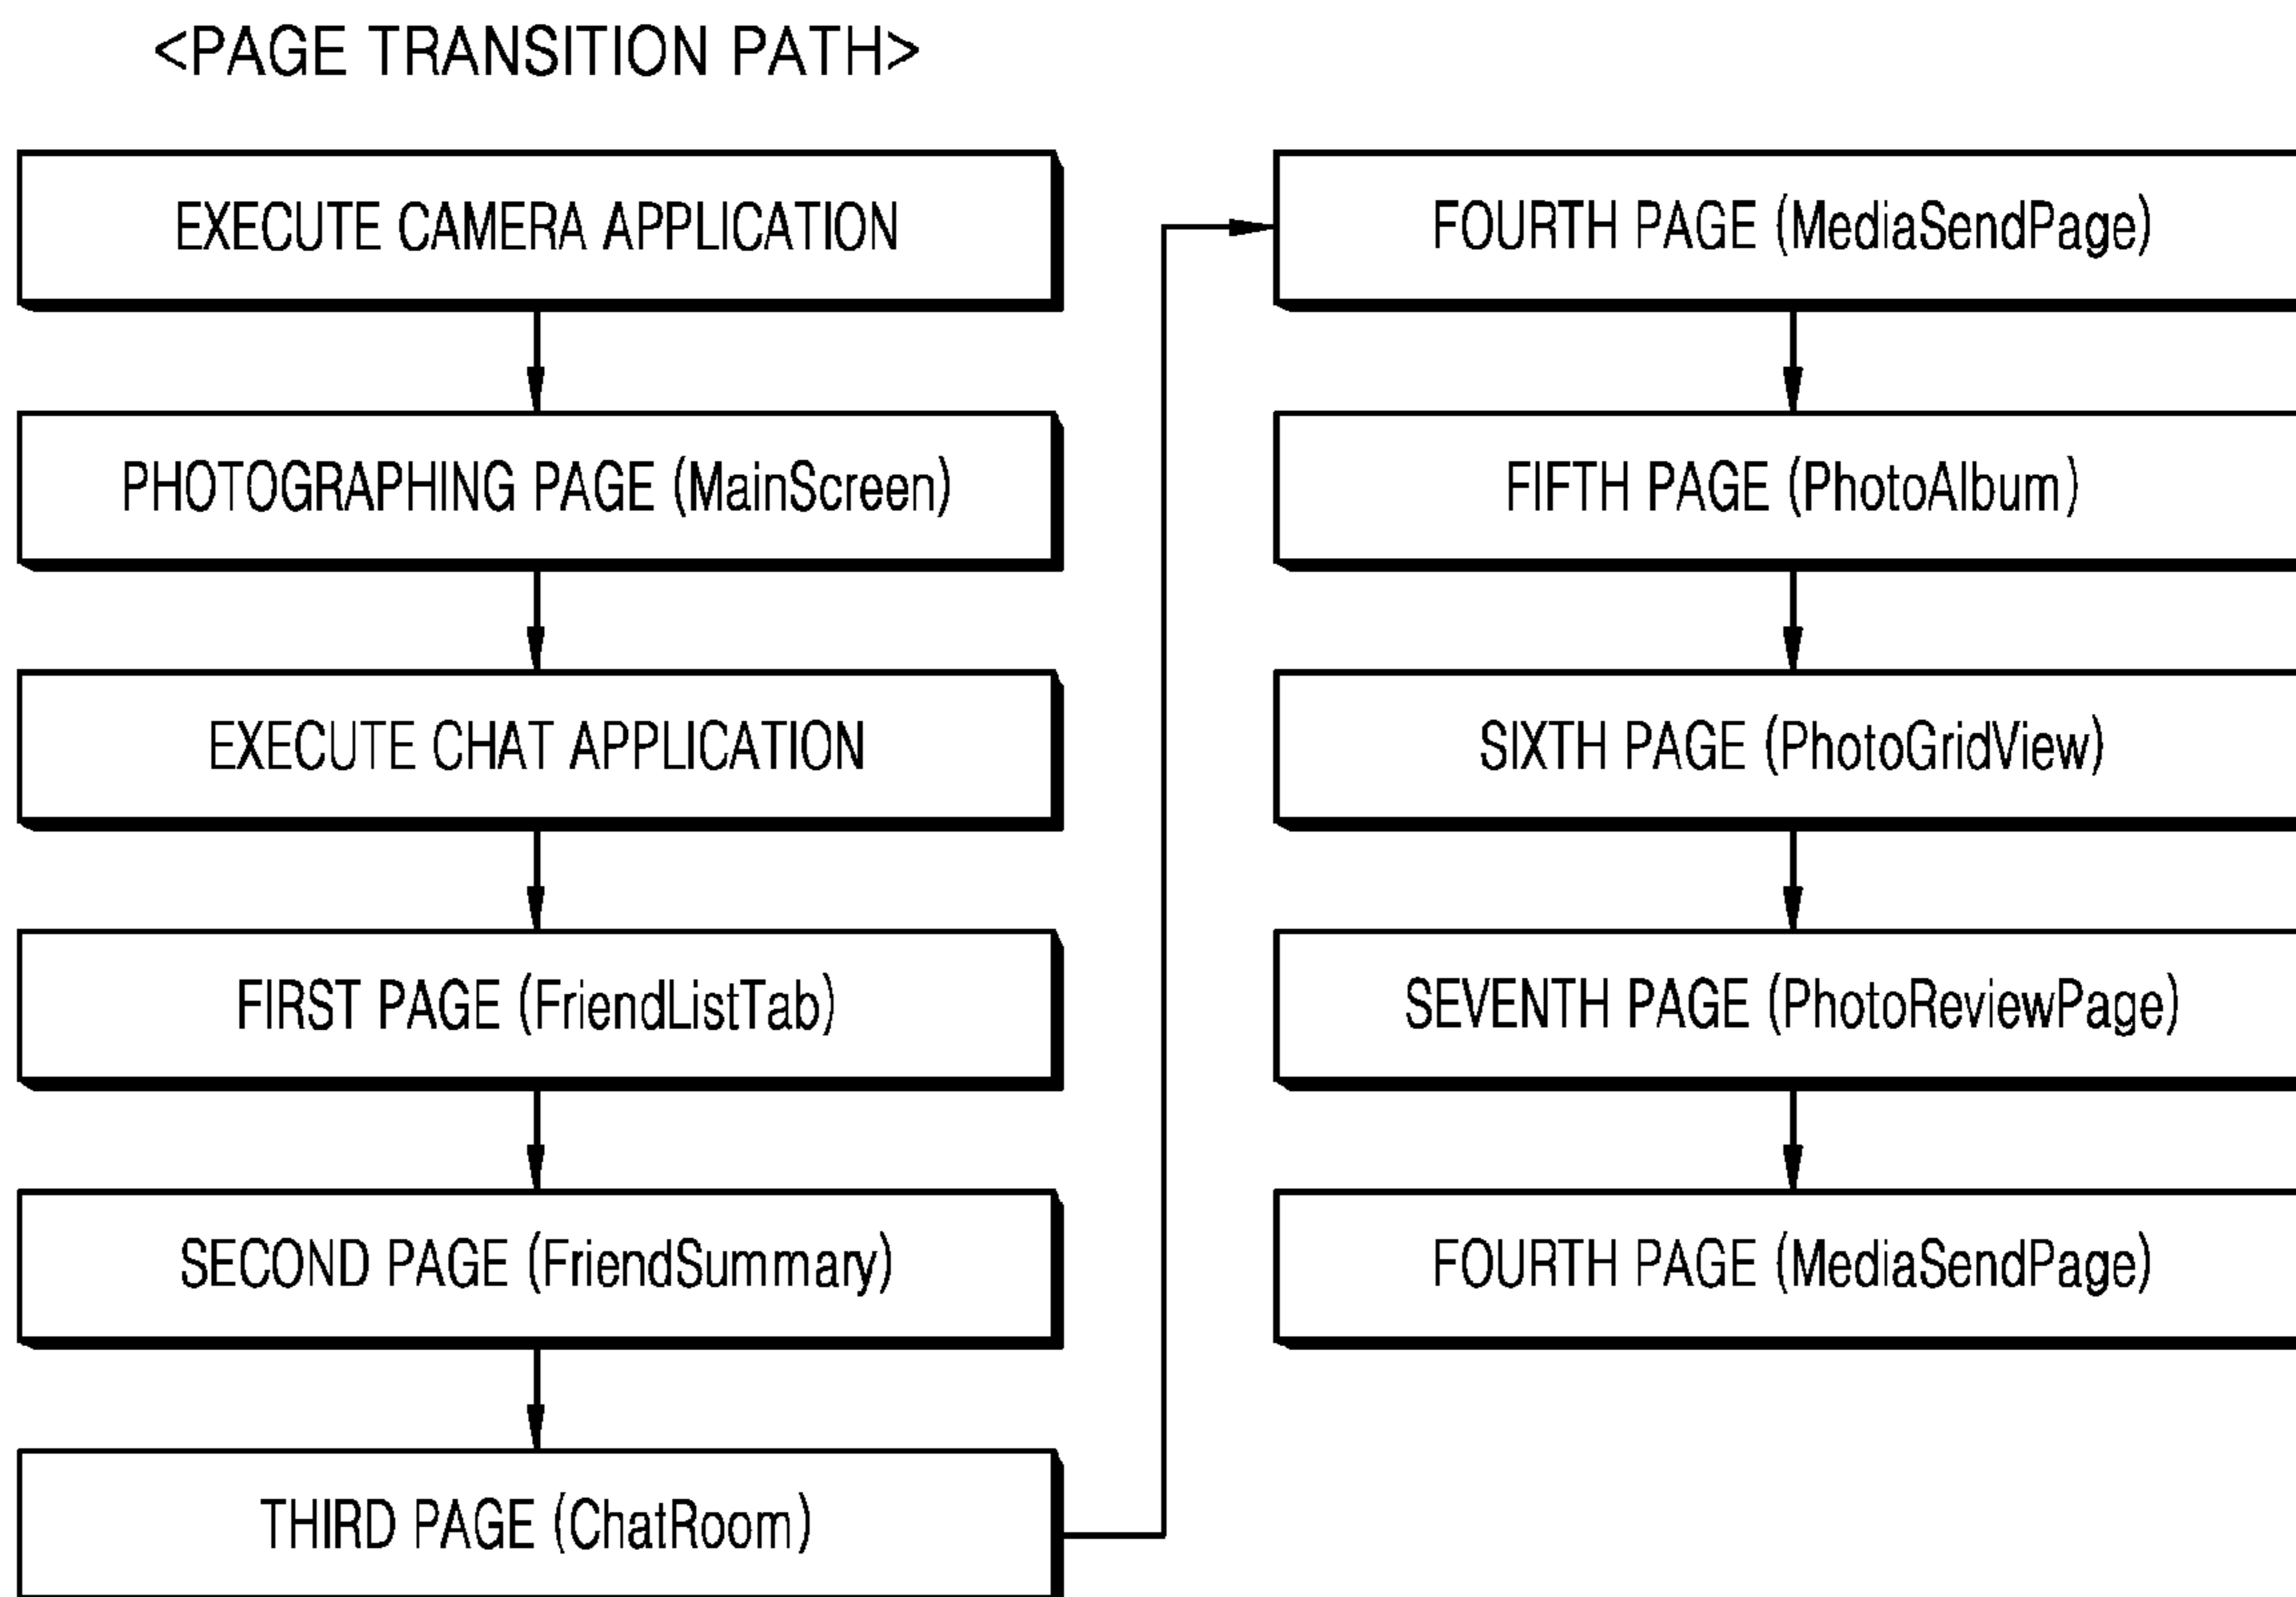 <PAGE TRANSITION PATH>
EXECUTE CAMERA APPLICATION
PHOTOGRAPHING PAGE (MainScreen)
EXECUTE CHAT APPLICATION
FIRST PAGE (FriendListTab)
SECOND PAGE (FriendSummary)
THIRD PAGE (ChatRoom)
FOURTH PAGE (MediaSendPage)
FIFTH PAGE (PhotoAlbum)
SIXTH PAGE (PhotoGridView)
SEVENTH PAGE (PhotoReviewPage)
FOURTH PAGE (MediaSendPage)